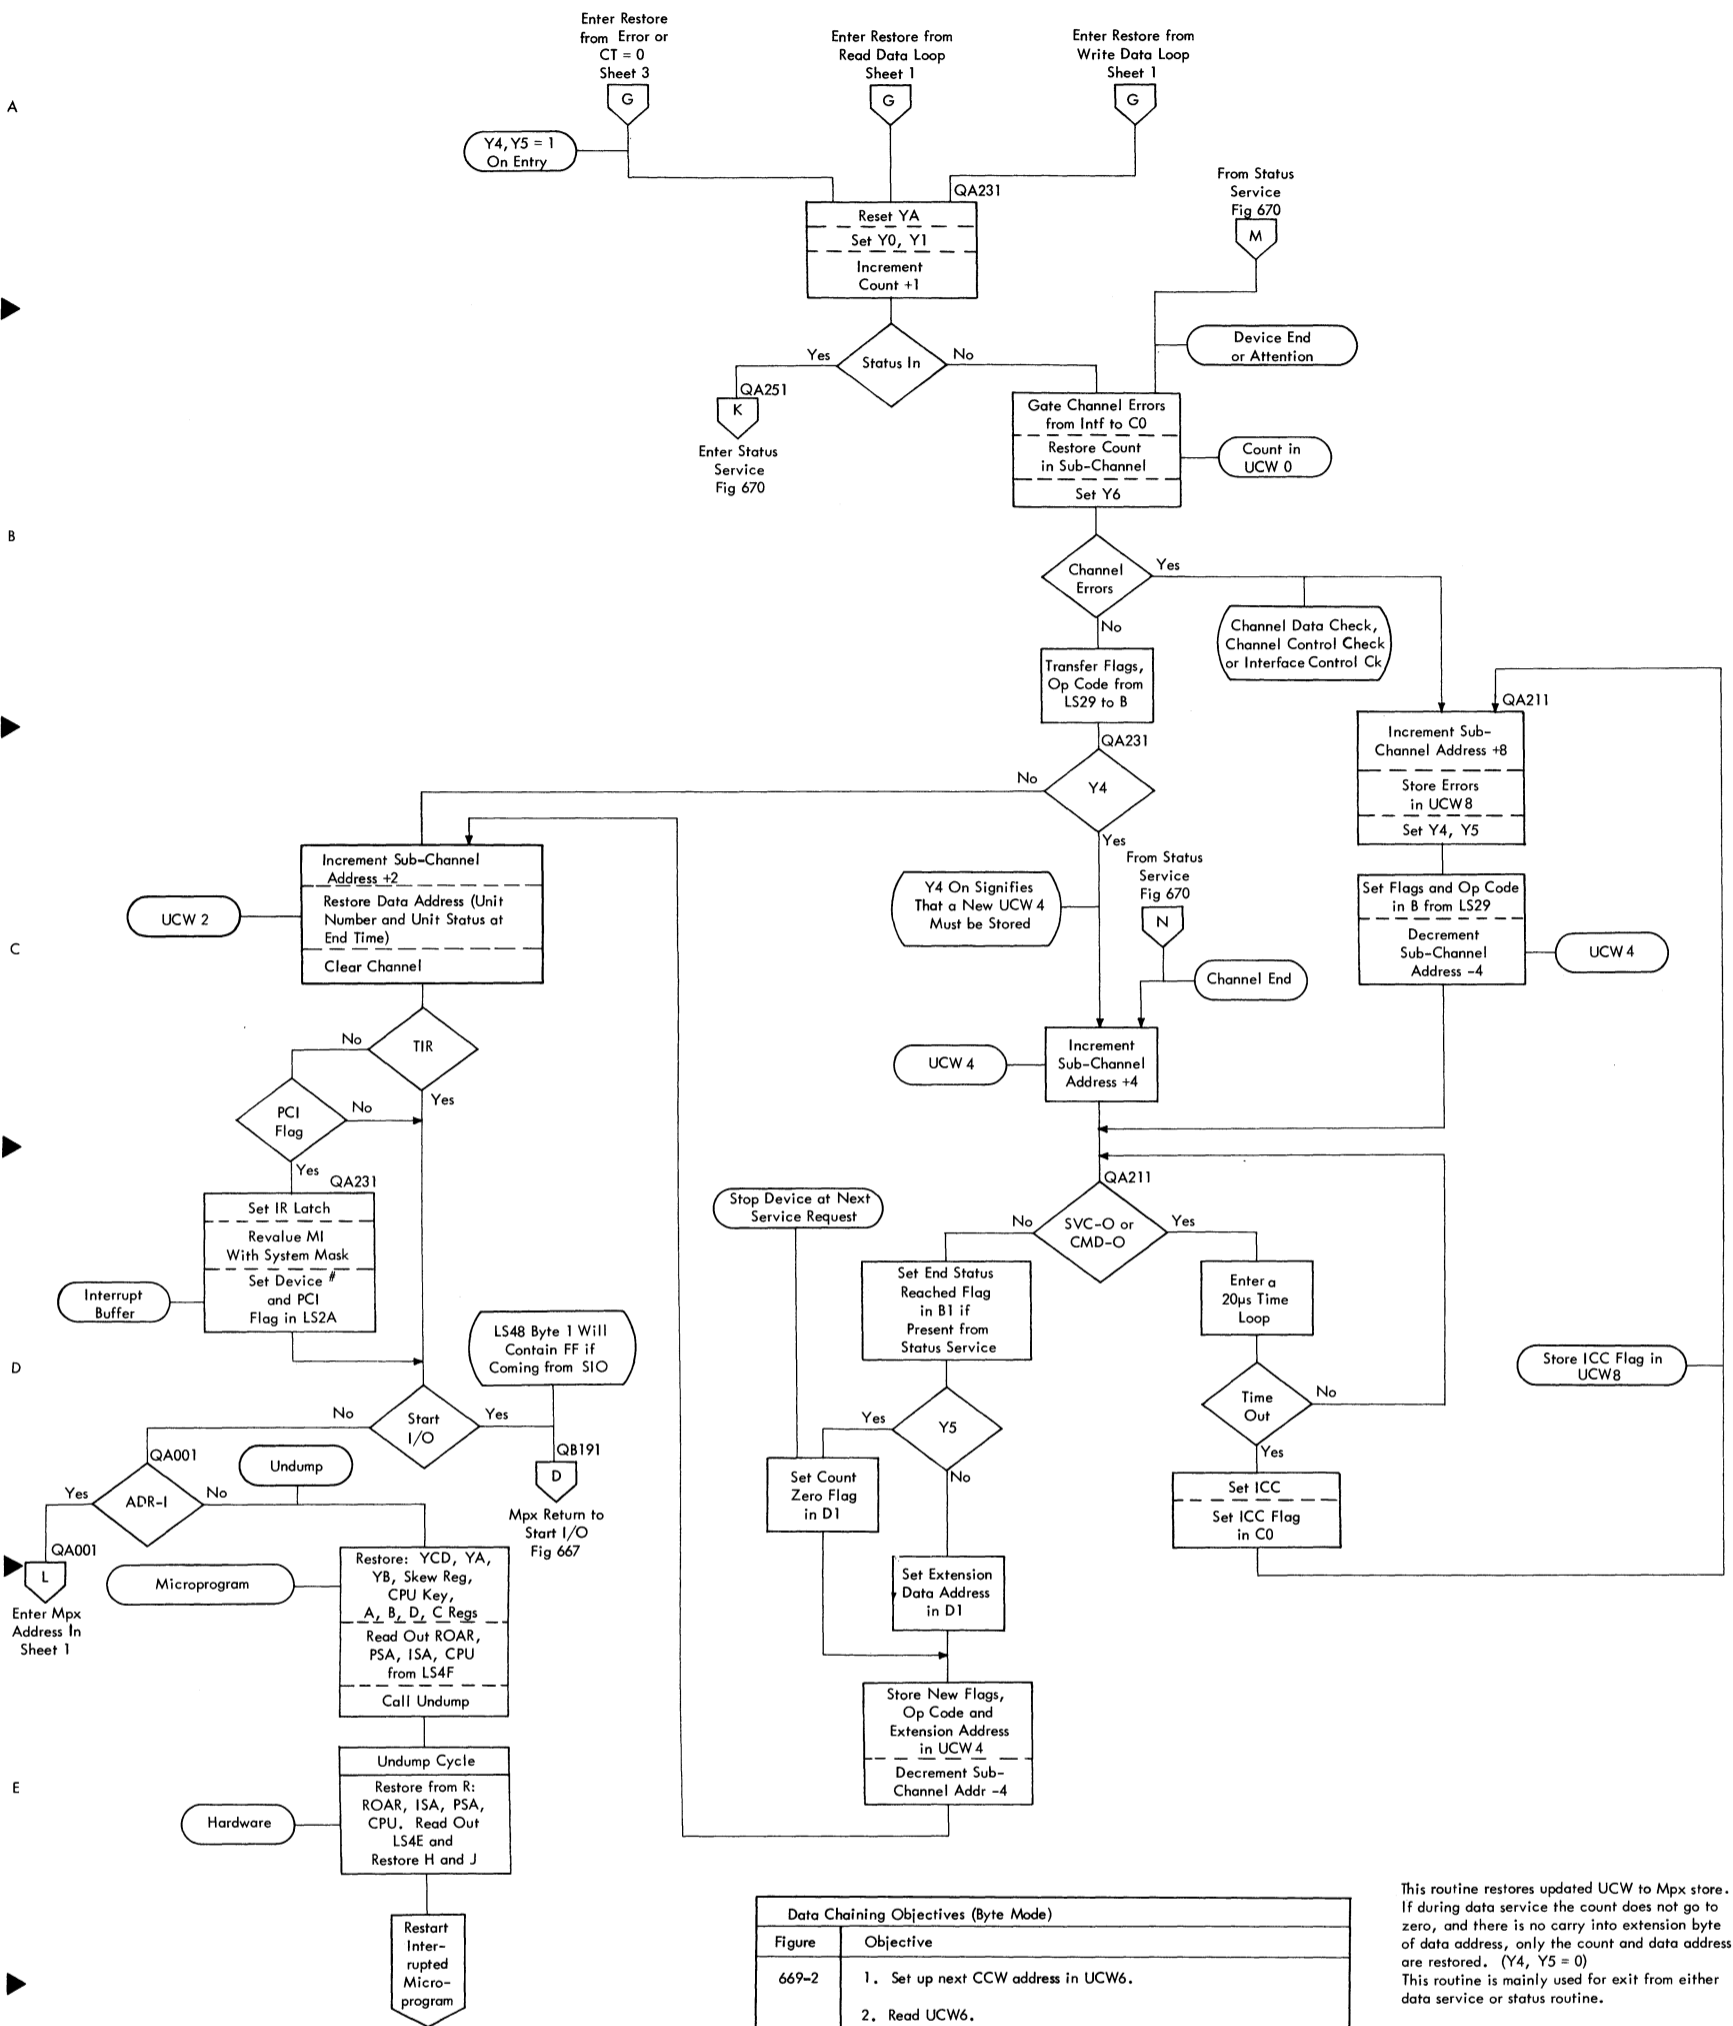 Enter Restore
from Error or
CT = 0
Sheet 3
G
Enter Restore from
Read Data Loop
Sheet 1
G
Enter Restore from
Write Data Loop
Sheet 1
G
A
Y4, Y5 = 1
On Entry
QA231
Reset YA
Set Y0, Y1
Increment
Count +1
From Status
Service
Fig 670
M
Device End
or Attention
Status In
Yes
No
QA251
K
Enter Status
Service
Fig 670
Gate Channel Errors
from Intf to C0
Restore Count
in Sub-Channel
Set Y6
Count in
UCW 0
B
Channel
Errors
Yes
No
Channel Data Check,
Channel Control Check
or Interface Control Ck
Transfer Flags,
Op Code from
LS29 to B
QA231
Y4
No
Yes
QA211
Increment Sub-
Channel Address +8
Store Errors
in UCW8
Set Y4, Y5
Set Flags and Op Code
in B from LS29
Decrement
Sub-Channel
Address -4
UCW 4
Increment Sub-Channel
Address +2
Restore Data Address (Unit
Number and Unit Status at
End Time)
Clear Channel
UCW 2
C
Y4 On Signifies
That a New UCW 4
Must be Stored
From Status
Service
Fig 670
N
Channel End
UCW 4
Increment
Sub-Channel
Address +4
TIR
No
Yes
PCI
Flag
No
Yes
QA231
Set IR Latch
Revalue MI
With System Mask
Set Device #
and PCI
Flag in LS2A
Interrupt
Buffer
QA211
SVC-O or
CMD-O
No
Yes
Stop Device at Next
Service Request
Set End Status
Reached Flag
in B1 if
Present from
Status Service
Enter a
20µs Time
Loop
Time
Out
No
Yes
Store ICC Flag in
UCW8
Set ICC
Set ICC Flag
in C0
D
LS48 Byte 1 Will
Contain FF if
Coming from SIO
Start
I/O
No
Yes
QB191
D
Mpx Return to
Start I/O
Fig 667
Y5
Yes
No
Set Count
Zero Flag
in D1
Set Extension
Data Address
in D1
QA001
ADR-I
Yes
No
Undump
QA001
L
Enter Mpx
Address In
Sheet 1
Microprogram
Restore: YCD, YA,
YB, Skew Reg,
CPU Key,
A, B, D, C Regs
Read Out ROAR,
PSA, ISA, CPU
from LS4F
Call Undump
Store New Flags,
Op Code and
Extension Address
in UCW 4
Decrement Sub-
Channel Addr -4
E
Undump Cycle
Restore from R:
ROAR, ISA, PSA,
CPU. Read Out
LS4E and
Restore H and J
Hardware
Restart
Inter-
rupted
Micro-
program
Data Chaining Objectives (Byte Mode)
Figure
Objective
669-2
1. Set up next CCW address in UCW6.
2. Read UCW6.
This routine restores updated UCW to Mpx store.
If during data service the count does not go to
zero, and there is no carry into extension byte
of data address, only the count and data address
are restored. (Y4, Y5 = 0)
This routine is mainly used for exit from either
data service or status routine.